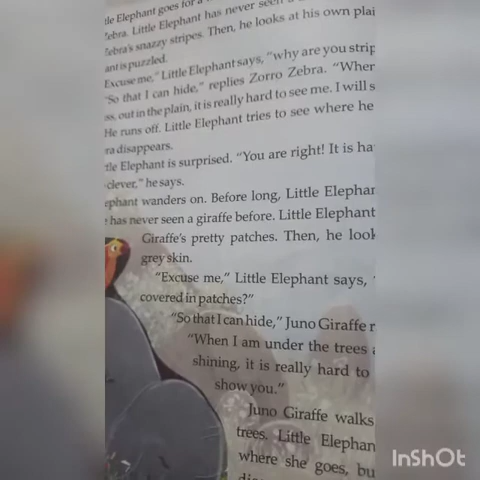 tle Elephant goes for a
Zebra. Little Elephant has never seen
Zebra's snazzy stripes. Then, he looks at his own plai
ant is puzzled.
Excuse me," Little Elephant says, "why are you strip
"So that I can hide," replies Zorro Zebra. "When
ss, out in the plain, it is really hard to see me. I will s
He runs off. Little Elephant tries to see where he
ra disappears.
tle Elephant is surprised. "You are right! It is ha
clever," he says.
ephant wanders on. Before long, Little Elephan
has never seen a giraffe before. Little Elephant
Giraffe's pretty patches. Then, he look
grey skin.
"Excuse me," Little Elephant says, "
covered in patches?"
"So that I can hide," Juno Giraffe r
"When I am under the trees a
shining, it is really hard to
show you."
Juno Giraffe walks
trees. Little Elephan
where she goes, bu
InShOt